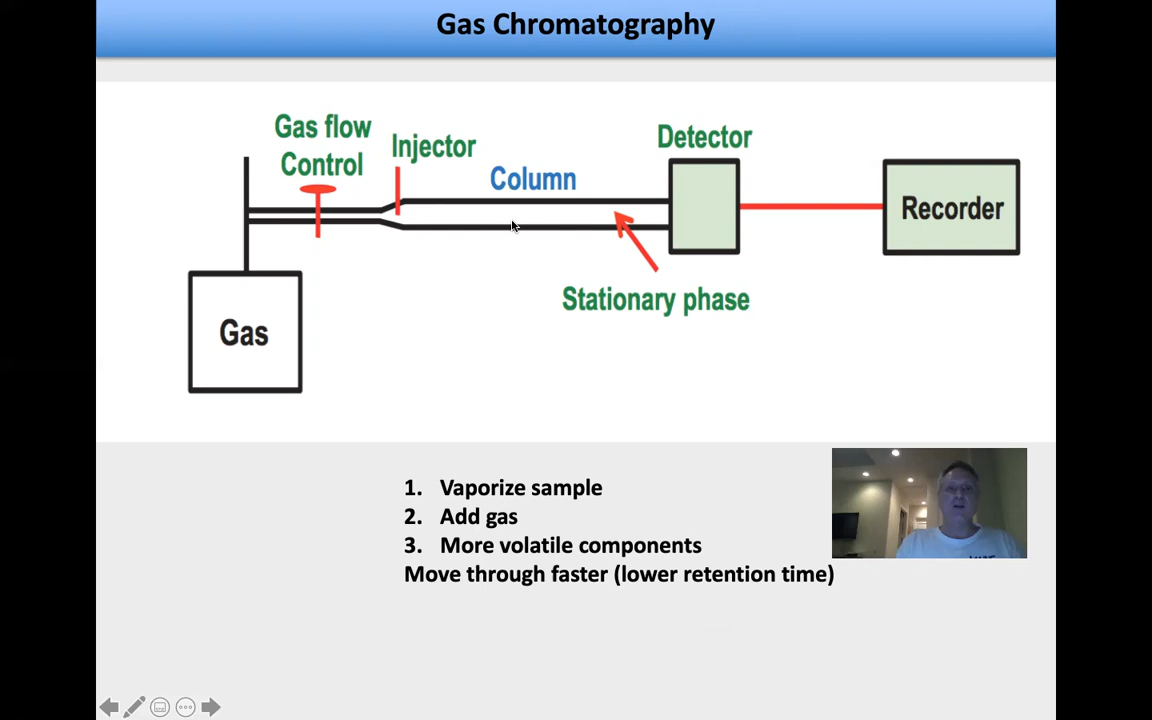 Gas Chromatography
Gas flow
Control
Injector
Column
Detector
Recorder
Stationary phase
Gas
1. Vaporize sample
2. Add gas
3. More volatile components
Move through faster (lower retention time)